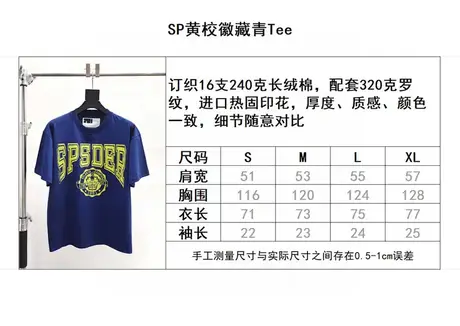 SP黄校徽藏青Tee
订织16支240克长绒棉，配套320克罗
纹，进口热固印花，厚度、质感、颜色
一致，细节随意对比
SPSDBR
尺码 S M L XL
肩宽 51 53 55 57
胸围 116 120 124 128
衣长 71 73 75 77
袖长 22 23 24 25
手工测量尺寸与实际尺寸之间存在0.5-1cm误差